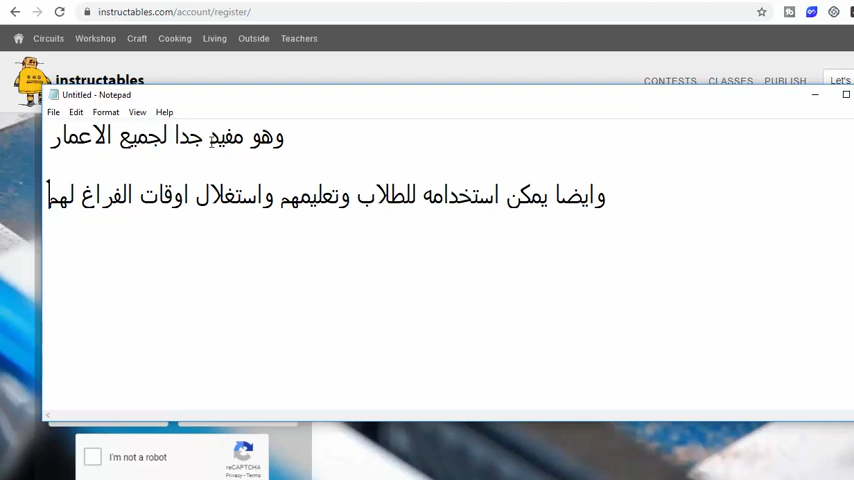 instructables.com/account/register/
Circuits Workshop Craft Cooking Living Outside Teachers
instructables
CONTESTS CLASSES PUBLISH Let's
Untitled - Notepad
File Edit Format View Help
وهو مفيد جدا لجميع الاعمار
وايضا يمكن استخدامه للطلاب وتعليمهم واستغلال اوقات الفراغ لهم
I'm not a robot
reCAPTCHA
Privacy - Terms